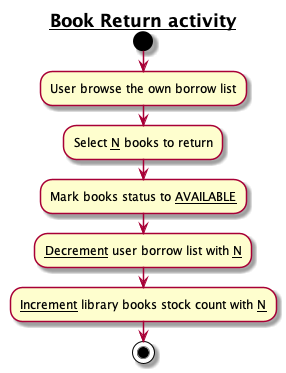 Book Return activity
User browse the own borrow list
Select N books to return
Mark books status to AVAILABLE
Decrement user borrow list with N
Increment library books stock count with N